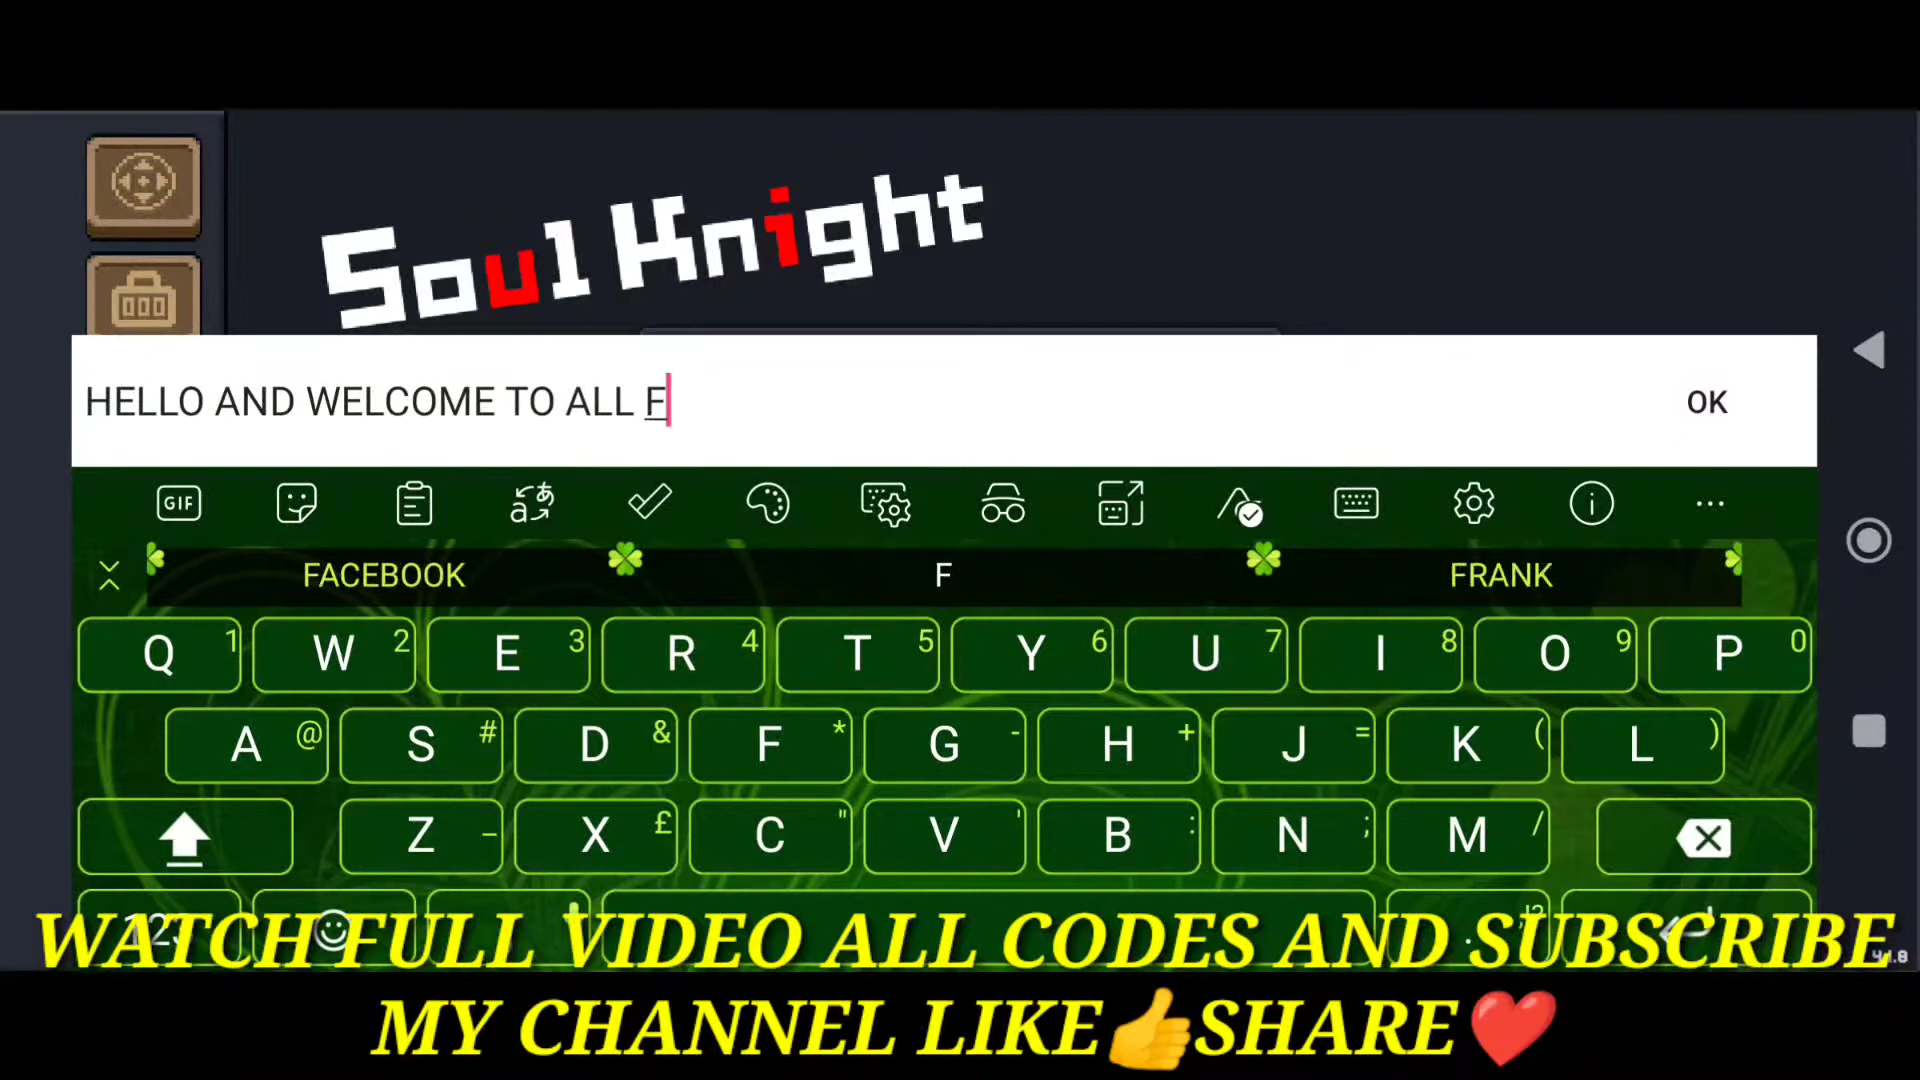 Soul Knight
HELLO AND WELCOME TO ALL F
OK
GIF
FACEBOOK F FRANK
Q 1 W 2 E 3 R 4 T 5 Y 6 U 7 I 8 O 9 P 0
A @ S # D & F * G - H + J = K ( L )
Z _ X £ C " V ' B : N ; M /
123 !?
WATCH FULL VIDEO ALL CODES AND SUBSCRIBE
MY CHANNEL LIKE👍SHARE❤️